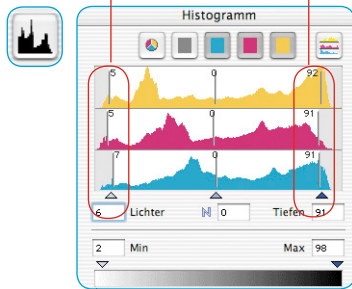 Histogramm
5 0 92
5 0 91
7 0 91
6 Lichter N 0 Tiefen 91
2 Min Max 98